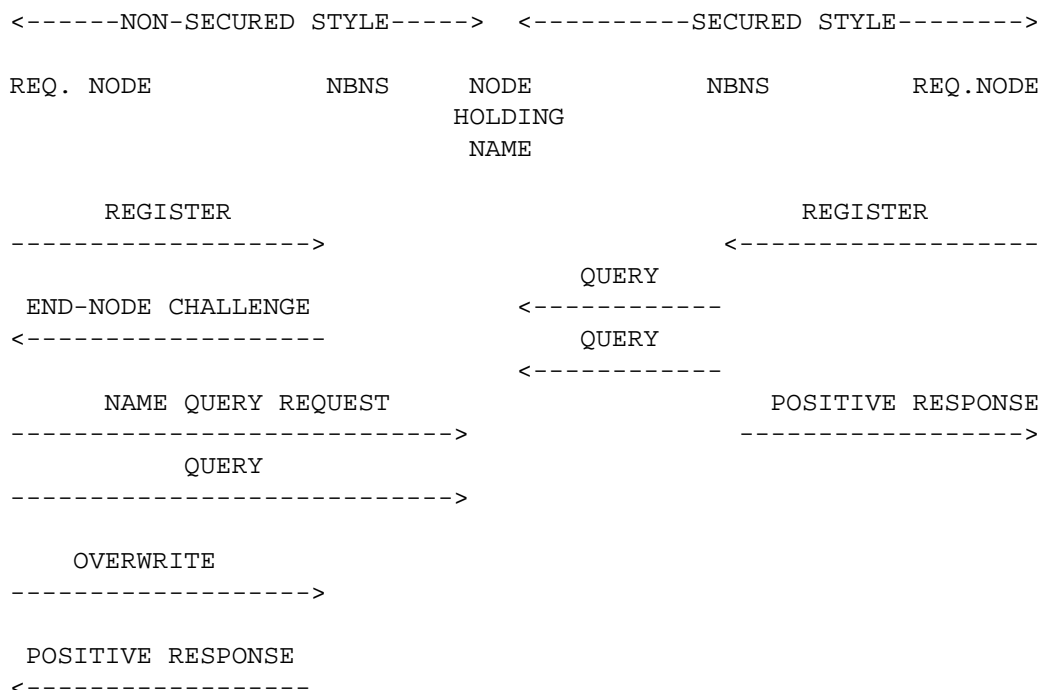 <------NON-SECURED STYLE-----> <----------SECURED STYLE-------->
REQ. NODE NBNS NODE NBNS REQ.NODE
HOLDING
NAME
REGISTER REGISTER
-------------------> <-------------------
QUERY
END-NODE CHALLENGE <------------
<------------------- QUERY
<------------
NAME QUERY REQUEST POSITIVE RESPONSE
----------------------------> ------------------>
QUERY
---------------------------->
OVERWRITE
------------------->
POSITIVE RESPONSE
<------------------